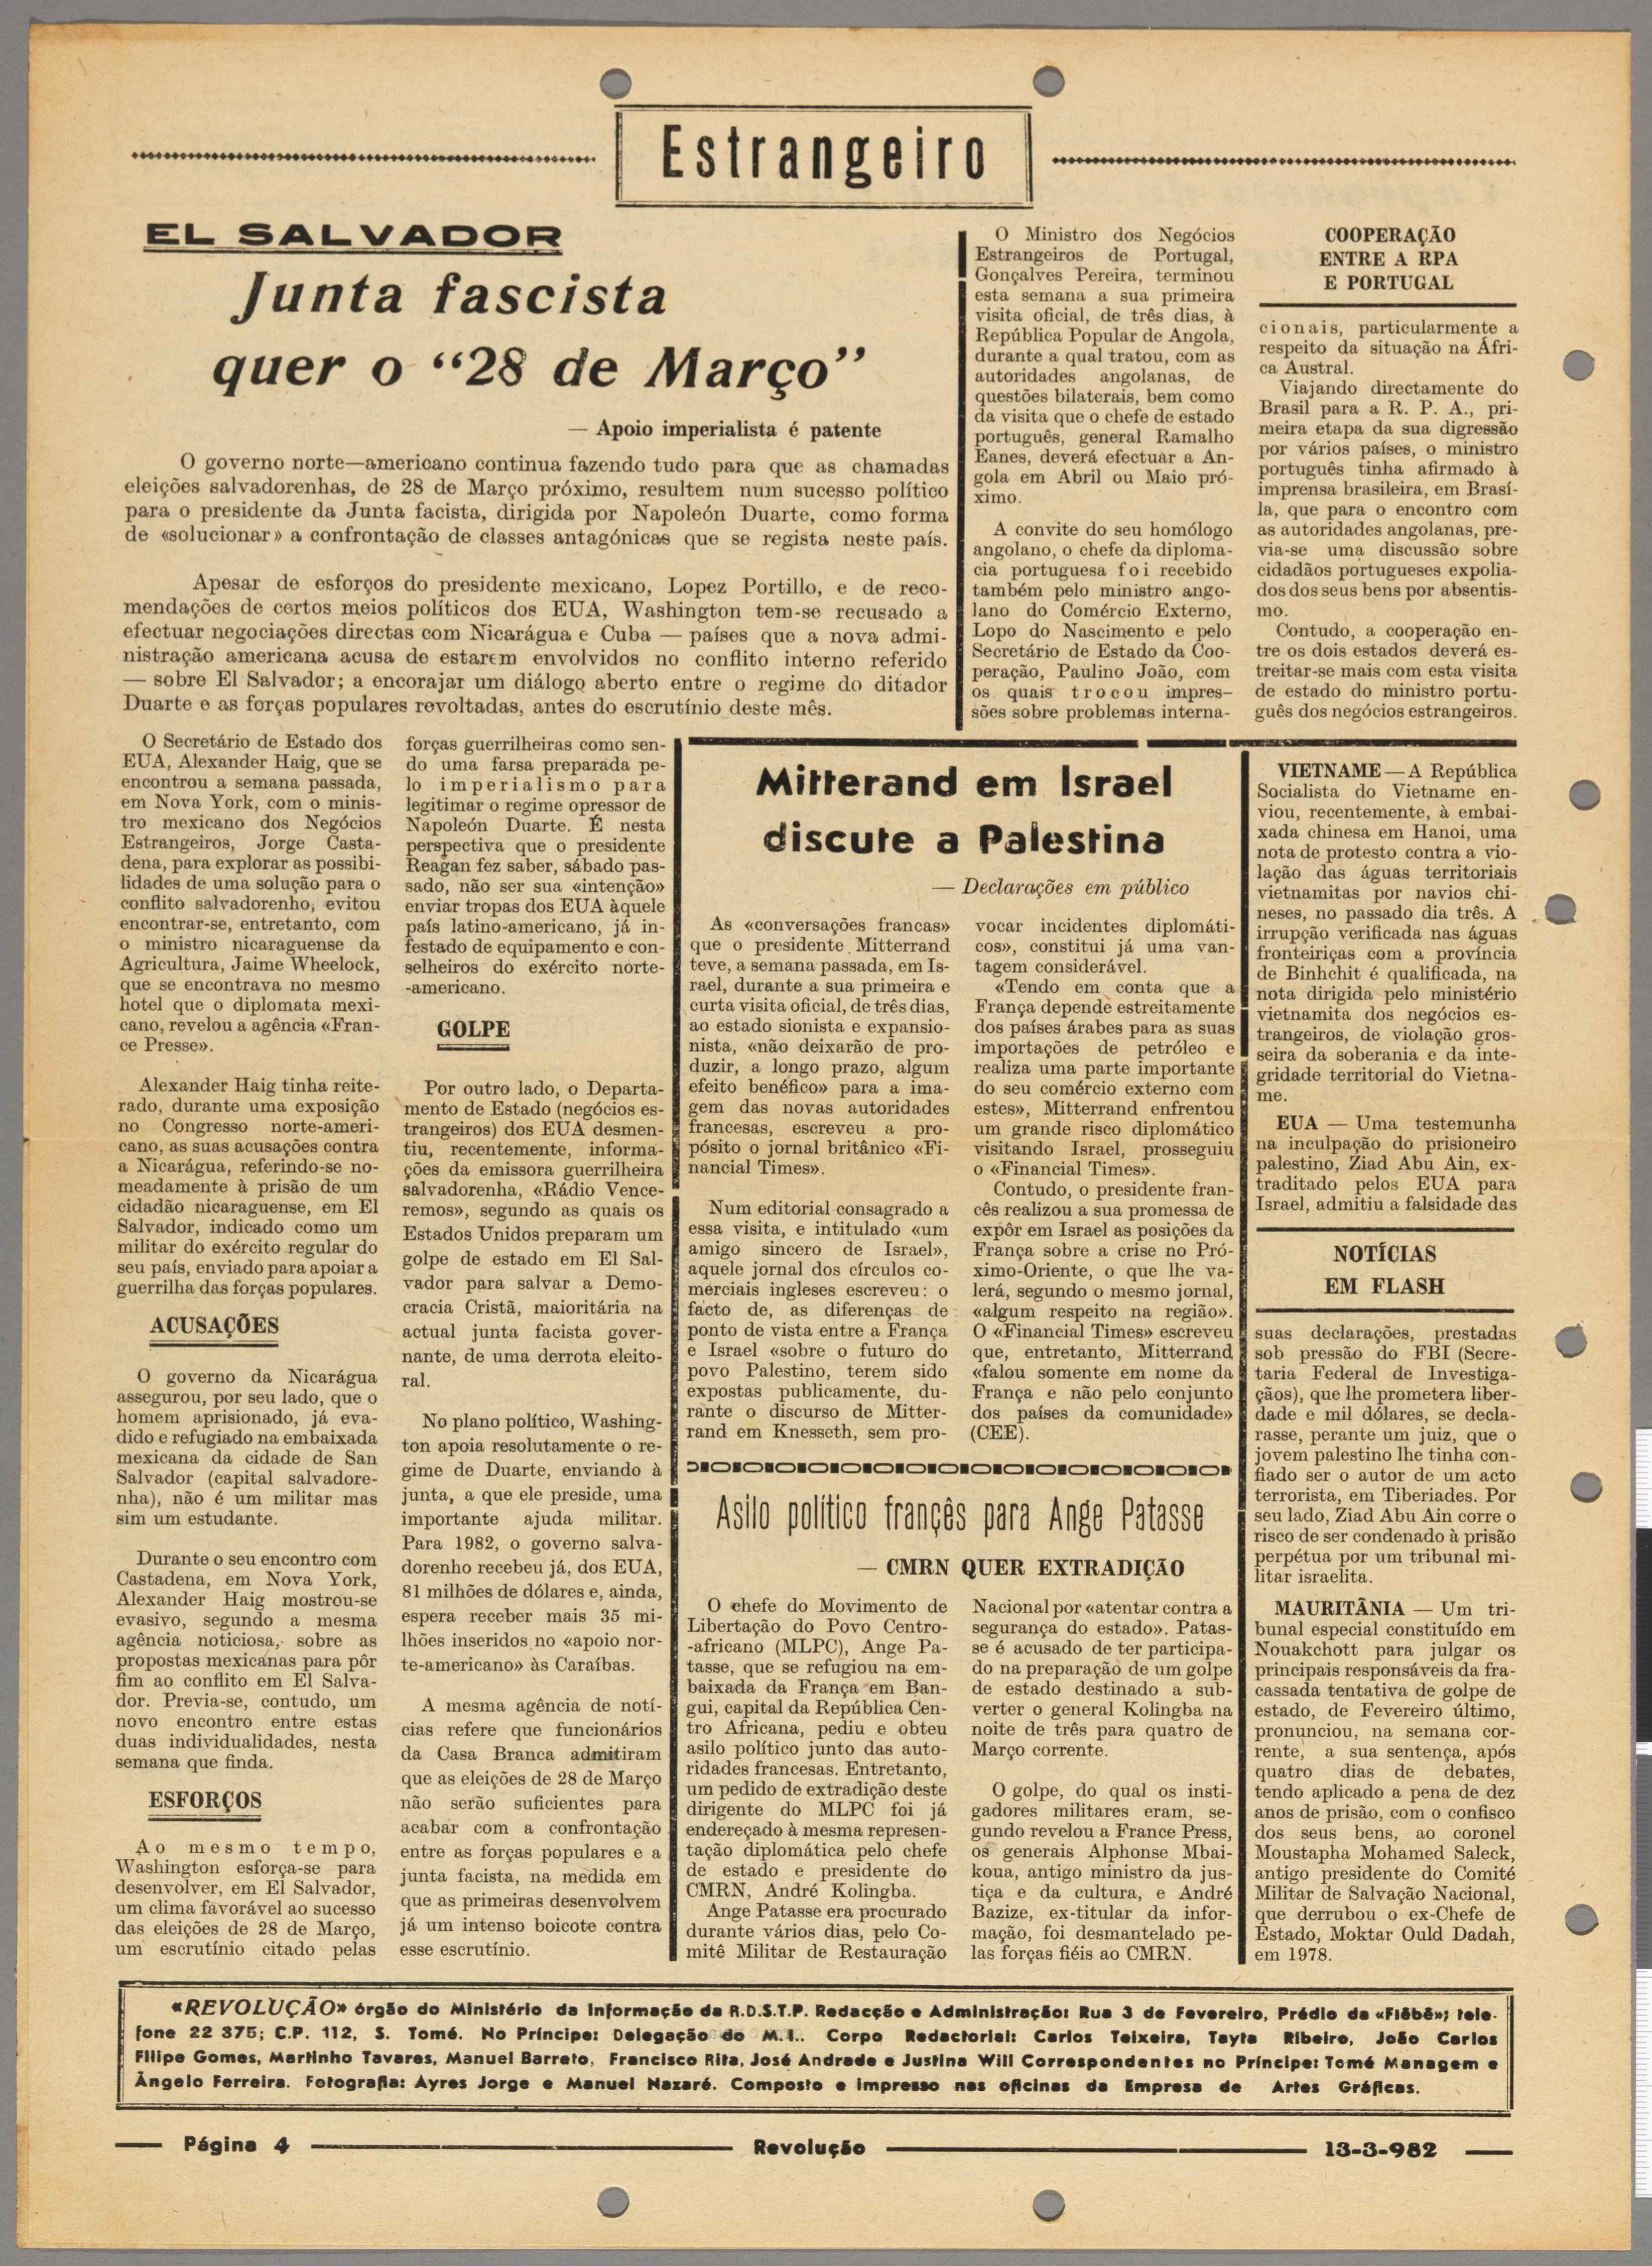 Estrangeiro
EL SALVADOR
Junta fascista
quer o “28 de Março”
— Apoio imperialista é patente
O governo norte—americano continua fazendo tudo para que as chamadas
eleições salvadorenhas, de 28 de Março próximo, resultem num sucesso político
para o presidente da Junta facista, dirigida por Napoleón Duarte, como forma
de «solucionar» a confrontação de classes antagónicas que se regista neste país.
Apesar de esforços do presidente mexicano, Lopez Portillo, e de reco-
mendações de certos meios políticos dos EUA, Washington tem-se recusado a
efectuar negociações directas com Nicarágua e Cuba — países que a nova admi-
nistração americana acusa de estarem envolvidos no conflito interno referido
— sobre El Salvador; a encorajar um diálogo aberto entre o regime do ditador
Duarte e as forças populares revoltadas, antes do escrutínio deste mês.
O Secretário de Estado dos
EUA, Alexander Haig, que se
encontrou a semana passada,
em Nova York, com o minis-
tro mexicano dos Negócios
Estrangeiros, Jorge Casta-
dena, para explorar as possibi-
lidades de uma solução para o
conflito salvadorenho, evitou
encontrar-se, entretanto, com
o ministro nicaraguense da
Agricultura, Jaime Wheelock,
que se encontrava no mesmo
hotel que o diplomata mexi-
cano, revelou a agência «Fran-
ce Presse».
Alexander Haig tinha reite-
rado, durante uma exposição
no Congresso norte-ameri-
cano, as suas acusações contra
a Nicarágua, referindo-se no-
meadamente à prisão de um
cidadão nicaraguense, em El
Salvador, indicado como um
militar do exército regular do
seu país, enviado para apoiar a
guerrilha das forças populares.
ACUSAÇÕES
O governo da Nicarágua
assegurou, por seu lado, que o
homem aprisionado, já eva-
dido e refugiado na embaixada
mexicana da cidade de San
Salvador (capital salvadore-
nha), não é um militar mas
sim um estudante.
Durante o seu encontro com
Castadena, em Nova York,
Alexander Haig mostrou-se
evasivo, segundo a mesma
agência noticiosa, sobre as
propostas mexicanas para pôr
fim ao conflito em El Salva-
dor. Previa-se, contudo, um
novo encontro entre estas
duas individualidades, nesta
semana que finda.
ESFORÇOS
Ao mesmo tempo,
Washington esforça-se para
desenvolver, em El Salvador,
um clima favorável ao sucesso
das eleições de 28 de Março,
um escrutínio citado pelas
forças guerrilheiras como sen-
do uma farsa preparada pe-
lo imperialismo para
legitimar o regime opressor de
Napoleón Duarte. É nesta
perspectiva que o presidente
Reagan fez saber, sábado pas-
sado, não ser sua «intenção»
enviar tropas dos EUA àquele
país latino-americano, já in-
festado de equipamento e con-
selheiros do exército norte-
-americano.
GOLPE
Por outro lado, o Departa-
mento de Estado (negócios es-
trangeiros) dos EUA desmen-
tiu, recentemente, informa-
ções da emissora guerrilheira
salvadorenha, «Rádio Vence-
remos», segundo as quais os
Estados Unidos preparam um
golpe de estado em El Sal-
vador para salvar a Demo-
cracia Cristã, maioritária na
actual junta facista gover-
nante, de uma derrota eleito-
ral.
No plano político, Washing-
ton apoia resolutamente o re-
gime de Duarte, enviando à
junta, a que ele preside, uma
importante ajuda militar.
Para 1982, o governo salva-
dorenho recebeu já, dos EUA,
81 milhões de dólares e, ainda,
espera receber mais 35 mi-
lhões inseridos no «apoio nor-
te-americano» às Caraíbas.
A mesma agência de notí-
cias refere que funcionários
da Casa Branca admitiram
que as eleições de 28 de Março
não serão suficientes para
acabar com a confrontação
entre as forças populares e a
junta facista, na medida em
que as primeiras desenvolvem
já um intenso boicote contra
esse escrutínio.
O Ministro dos Negócios
Estrangeiros de Portugal,
Gonçalves Pereira, terminou
esta semana a sua primeira
visita oficial, de três dias, à
República Popular de Angola,
durante a qual tratou, com as
autoridades angolanas, de
questões bilaterais, bem como
da visita que o chefe de estado
português, general Ramalho
Eanes, deverá efectuar a An-
gola em Abril ou Maio pró-
ximo.
A convite do seu homólogo
angolano, o chefe da diploma-
cia portuguesa foi recebido
também pelo ministro ango-
lano do Comércio Externo,
Lopo do Nascimento e pelo
Secretário de Estado da Coo-
peração, Paulino João, com
os quais trocou impres-
sões sobre problemas interna-
COOPERAÇÃO
ENTRE A RPA
E PORTUGAL
cionais, particularmente a
respeito da situação na Áfri-
ca Austral.
Viajando directamente do
Brasil para a R. P. A., pri-
meira etapa da sua digressão
por vários países, o ministro
português tinha afirmado à
imprensa brasileira, em Brasí-
la, que para o encontro com
as autoridades angolanas, pre-
via-se uma discussão sobre
cidadãos portugueses expolia-
dos dos seus bens por absentis-
mo.
Contudo, a cooperação en-
tre os dois estados deverá es-
treitar-se mais com esta visita
de estado do ministro portu-
guês dos negócios estrangeiros.
Mitterand em Israel
discute a Palestina
— Declarações em público
As «conversações francas»
que o presidente Mitterrand
teve, a semana passada, em Is-
rael, durante a sua primeira e
curta visita oficial, de três dias,
ao estado sionista e expansio-
nista, «não deixarão de pro-
duzir, a longo prazo, algum
efeito benéfico» para a ima-
gem das novas autoridades
francesas, escreveu a pro-
pósito o jornal britânico «Fi-
nancial Times».
Num editorial consagrado a
essa visita, e intitulado «um
amigo sincero de Israel»,
aquele jornal dos círculos co-
merciais ingleses escreveu: o
facto de, as diferenças de
ponto de vista entre a França
e Israel «sobre o futuro do
povo Palestino, terem sido
expostas publicamente, du-
rante o discurso de Mitter-
rand em Knesseth, sem pro-
vocar incidentes diplomáti-
cos», constitui já uma van-
tagem considerável.
«Tendo em conta que a
França depende estreitamente
dos países árabes para as suas
importações de petróleo e
realiza uma parte importante
do seu comércio externo com
estes», Mitterrand enfrentou
um grande risco diplomático
visitando Israel, prosseguiu
o «Financial Times».
Contudo, o presidente fran-
cês realizou a sua promessa de
expôr em Israel as posições da
França sobre a crise no Pró-
ximo-Oriente, o que lhe va-
lerá, segundo o mesmo jornal,
«algum respeito na região».
O «Financial Times» escreveu
que, entretanto, Mitterrand
«falou somente em nome da
França e não pelo conjunto
dos países da comunidade»
(CEE).
Asilo político françês para Ange Patasse
— CMRN QUER EXTRADIÇÃO
O chefe do Movimento de
Libertação do Povo Centro-
-africano (MLPC), Ange Pa-
tasse, que se refugiou na em-
baixada da França em Ban-
gui, capital da República Cen-
tro Africana, pediu e obteu
asilo político junto das auto-
ridades francesas. Entretanto,
um pedido de extradição deste
dirigente do MLPC foi já
endereçado à mesma represen-
tação diplomática pelo chefe
de estado e presidente do
CMRN, André Kolingba.
Ange Patasse era procurado
durante vários dias, pelo Co-
mitê Militar de Restauração
Nacional por «atentar contra a
segurança do estado». Patas-
se é acusado de ter participa-
do na preparação de um golpe
de estado destinado a sub-
verter o general Kolingba na
noite de três para quatro de
Março corrente.
O golpe, do qual os insti-
gadores militares eram, se-
gundo revelou a France Press,
os generais Alphonse Mbai-
koua, antigo ministro da jus-
tiça e da cultura, e André
Bazize, ex-titular da infor-
mação, foi desmantelado pe-
las forças fiéis ao CMRN.
VIETNAME — A República
Socialista do Vietname en-
viou, recentemente, à embai-
xada chinesa em Hanoi, uma
nota de protesto contra a vio-
lação das águas territoriais
vietnamitas por navios chi-
neses, no passado dia três. A
irrupção verificada nas águas
fronteiriças com a província
de Binhchit é qualificada, na
nota dirigida pelo ministério
vietnamita dos negócios es-
trangeiros, de violação gros-
seira da soberania e da inte-
gridade territorial do Vietna-
me.
EUA — Uma testemunha
na inculpação do prisioneiro
palestino, Ziad Abu Ain, ex-
traditado pelos EUA para
Israel, admitiu a falsidade das
NOTÍCIAS
EM FLASH
suas declarações, prestadas
sob pressão do FBI (Secre-
taria Federal de Investiga-
çãos), que lhe prometera liber-
dade e mil dólares, se decla-
rasse, perante um juiz, que o
jovem palestino lhe tinha con-
fiado ser o autor de um acto
terrorista, em Tiberiades. Por
seu lado, Ziad Abu Ain corre o
risco de ser condenado à prisão
perpétua por um tribunal mi-
litar israelita.
MAURITÂNIA — Um tri-
bunal especial constituído em
Nouakchott para julgar os
principais responsáveis da fra-
cassada tentativa de golpe de
estado, de Fevereiro último,
pronunciou, na semana cor-
rente, a sua sentença, após
quatro dias de debates,
tendo aplicado a pena de dez
anos de prisão, com o confisco
dos seus bens, ao coronel
Moustapha Mohamed Saleck,
antigo presidente do Comité
Militar de Salvação Nacional,
que derrubou o ex-Chefe de
Estado, Moktar Ould Dadah,
em 1978.
«REVOLUÇÃO» órgão do Ministério da Informação da R.D.S.T.P. Redacção e Administração: Rua 3 de Fevereiro, Prédio da «Flêbê»; tele-
fone 22 375; C.P. 112, S. Tomé. No Príncipe: Delegação do M.I.. Corpo Redactorial: Carlos Teixeira, Tayta Ribeiro, João Carlos
Filipe Gomes, Martinho Tavares, Manuel Barreto, Francisco Rita, José Andrade e Justina Will Correspondentes no Príncipe: Tomé Managem e
Ângelo Ferreira. Fotografia: Ayres Jorge e Manuel Nazaré. Composto e impresso nas oficinas da Empresa de Artes Gráficas.
Página 4
Revolução
13-3-982